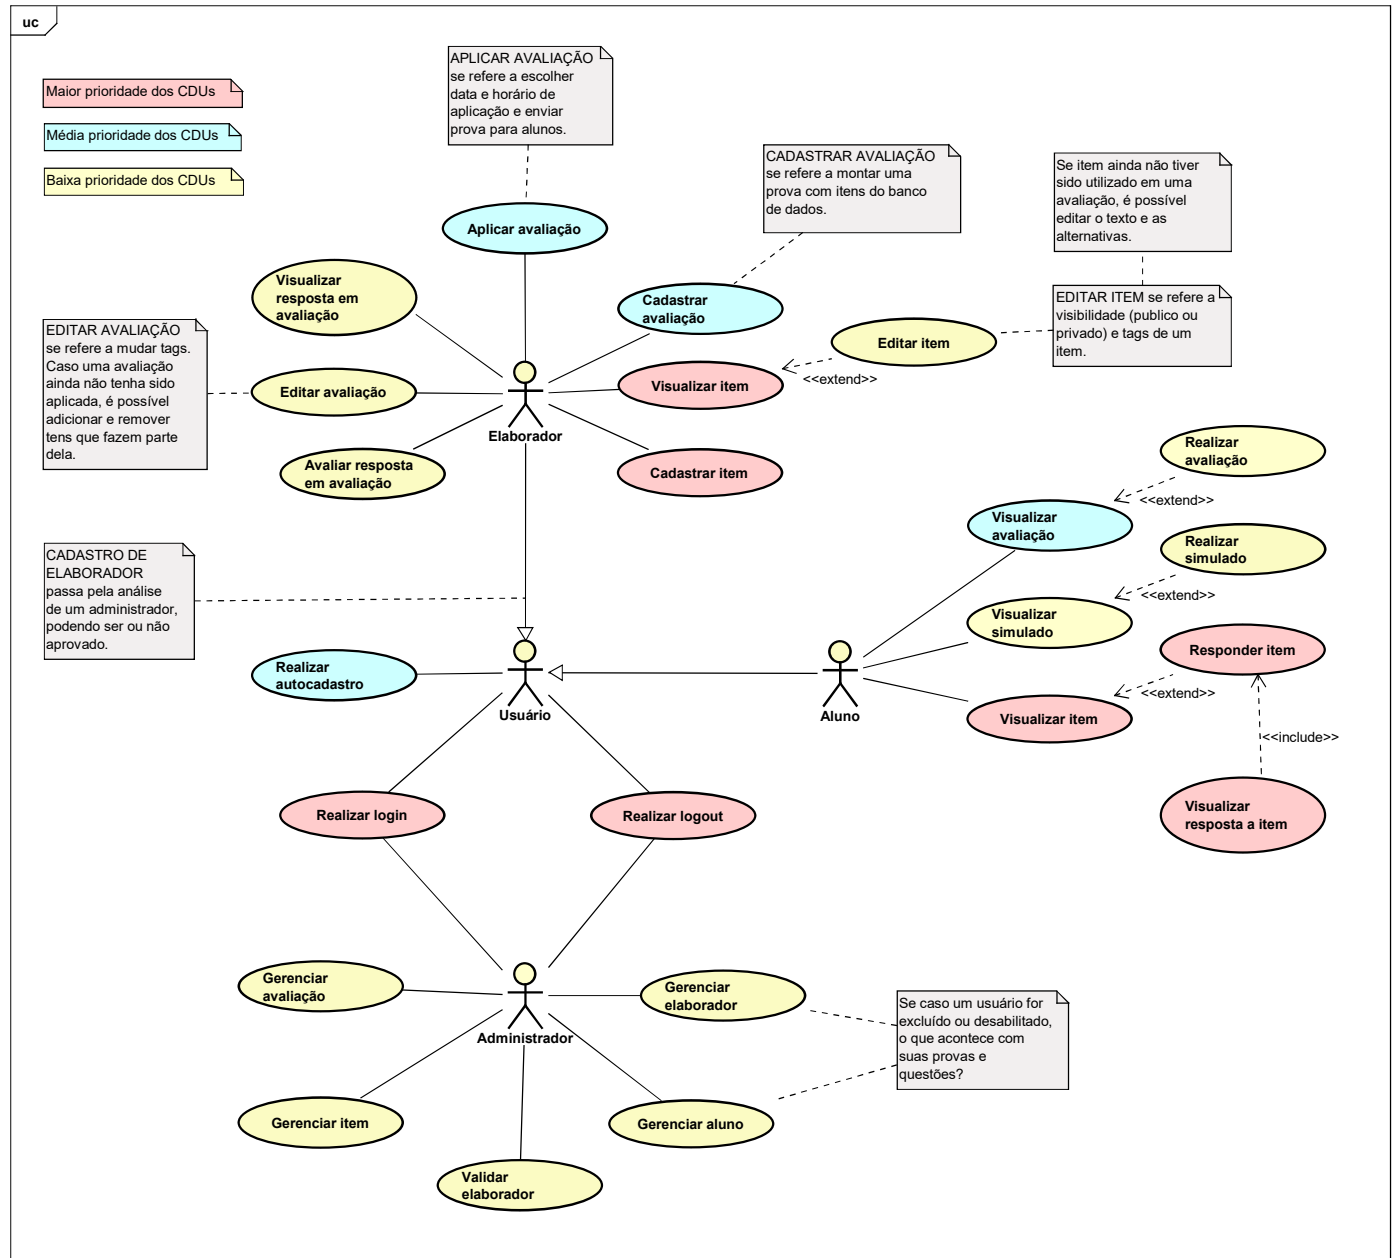 uc
Maior prioridade dos CDUs
Média prioridade dos CDUs
Baixa prioridade dos CDUs
APLICAR AVALIAÇÃO
se refere a escolher
data e horário de
aplicação e enviar
prova para alunos.
CADASTRAR AVALIAÇÃO
se refere a montar uma
prova com itens do banco
de dados.
Se item ainda não tiver
sido utilizado em uma
avaliação, é possível
editar o texto e as
alternativas.
Aplicar avaliação
Visualizar
resposta em
avaliação
Cadastrar
avaliação
EDITAR ITEM se refere a
visibilidade (publico ou
privado) e tags de um
item.
EDITAR AVALIAÇÃO
se refere a mudar tags.
Caso uma avaliação
ainda não tenha sido
aplicada, é possível
adicionar e remover
tens que fazem parte
dela.
Editar item
<<extend>>
Visualizar item
Editar avaliação
Elaborador
Avaliar resposta
em avaliação
Cadastrar item
Realizar
avaliação
<<extend>>
Visualizar
avaliação
Realizar
simulado
<<extend>>
Visualizar
simulado
CADASTRO DE
ELABORADOR
passa pela análise
de um administrador,
podendo ser ou não
aprovado.
Realizar
autocadastro
Usuário
Aluno
Responder item
<<extend>>
Visualizar item
<<include>>
Visualizar
resposta a item
Realizar login
Realizar logout
Gerenciar
avaliação
Gerenciar
elaborador
Administrador
Se caso um usuário for
excluído ou desabilitado,
o que acontece com
suas provas e
questões?
Gerenciar item
Gerenciar aluno
Validar
elaborador